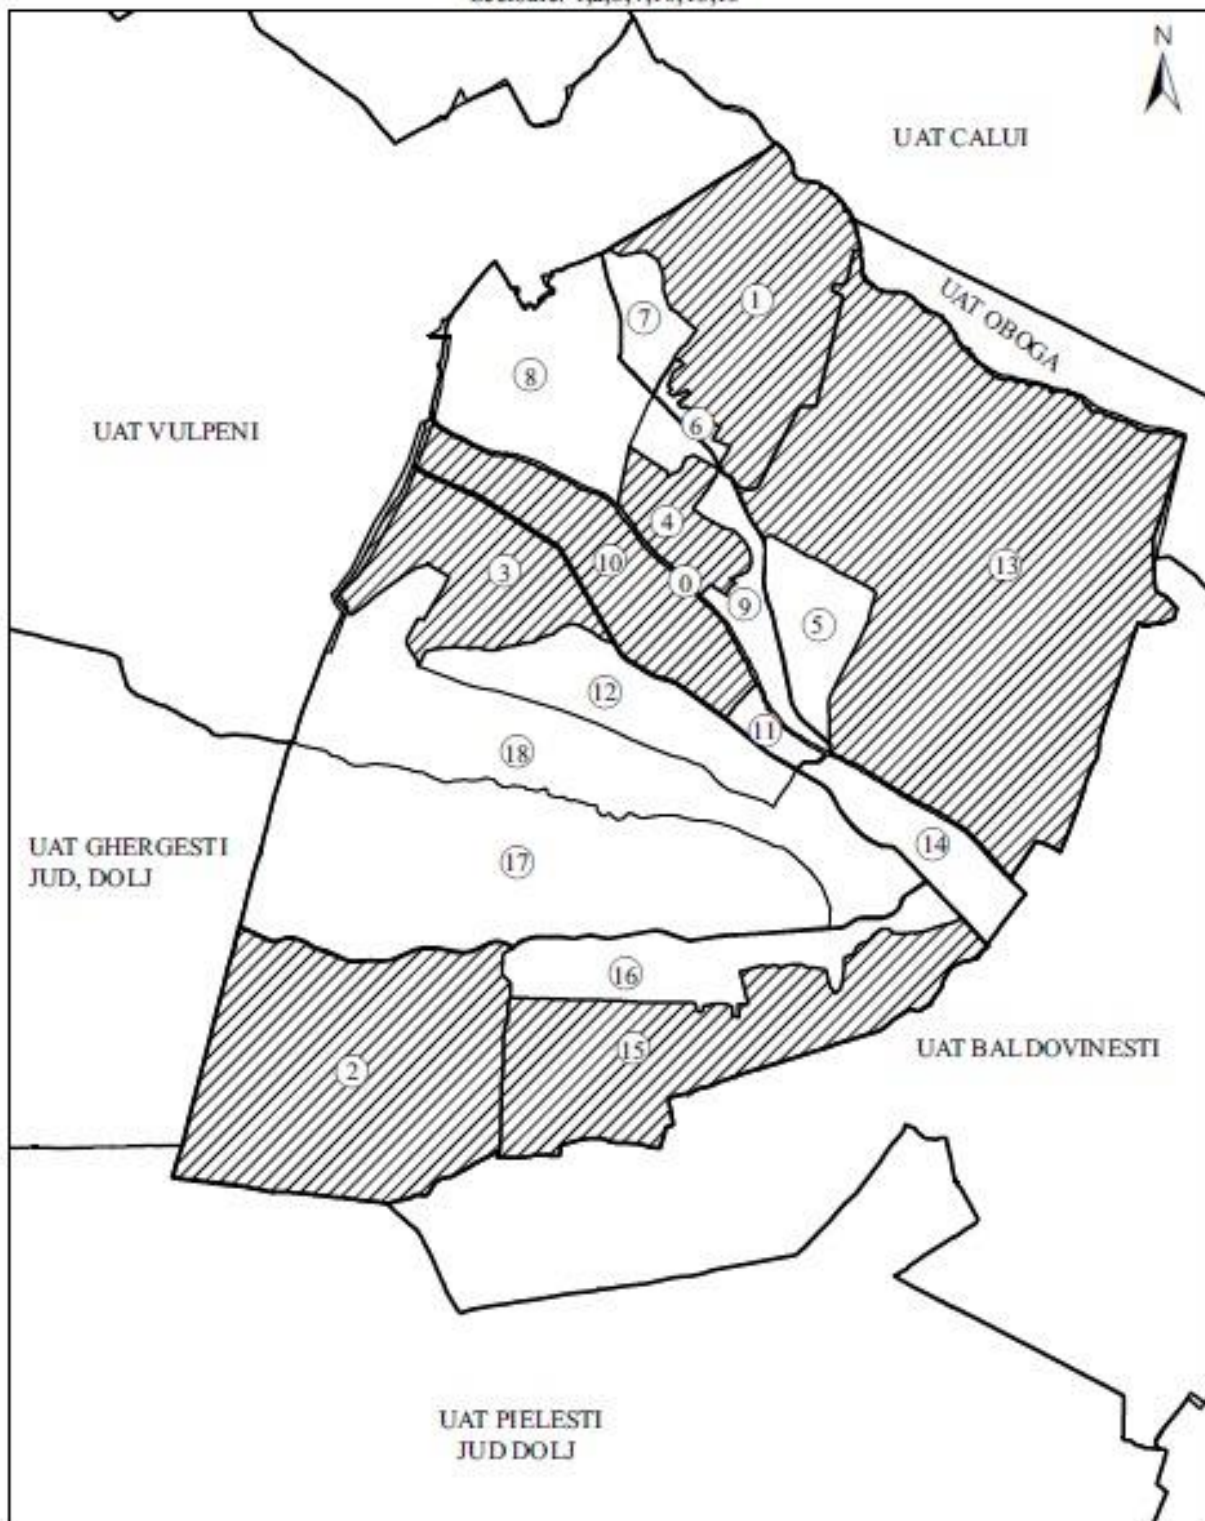 N
UAT CALUI
UAT OBOGA
1
7
8
UAT VULPENI
6
4
13
3
10
0
9
5
12
11
18
14
UAT GHERGESTI
JUD, DOLJ
17
16
UAT BALDOVINESTI
15
2
UAT PIELESTI
JUD DOLJ